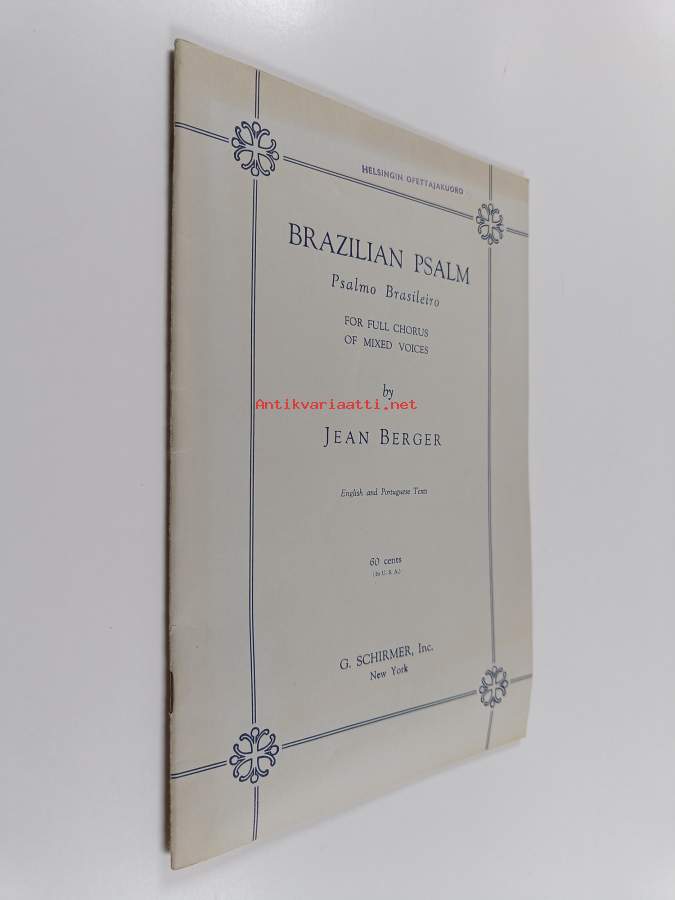 HELSINGIN OPETTAJAKUORO
BRAZILIAN PSALM
Psalmo Brasileiro
FOR FULL CHORUS
OF MIXED VOICES
by
Antikvariaatti.net
JEAN BERGER
English and Portuguese Texts
60 cents
(In U. S. A.)
G. SCHIRMER, Inc.
New York